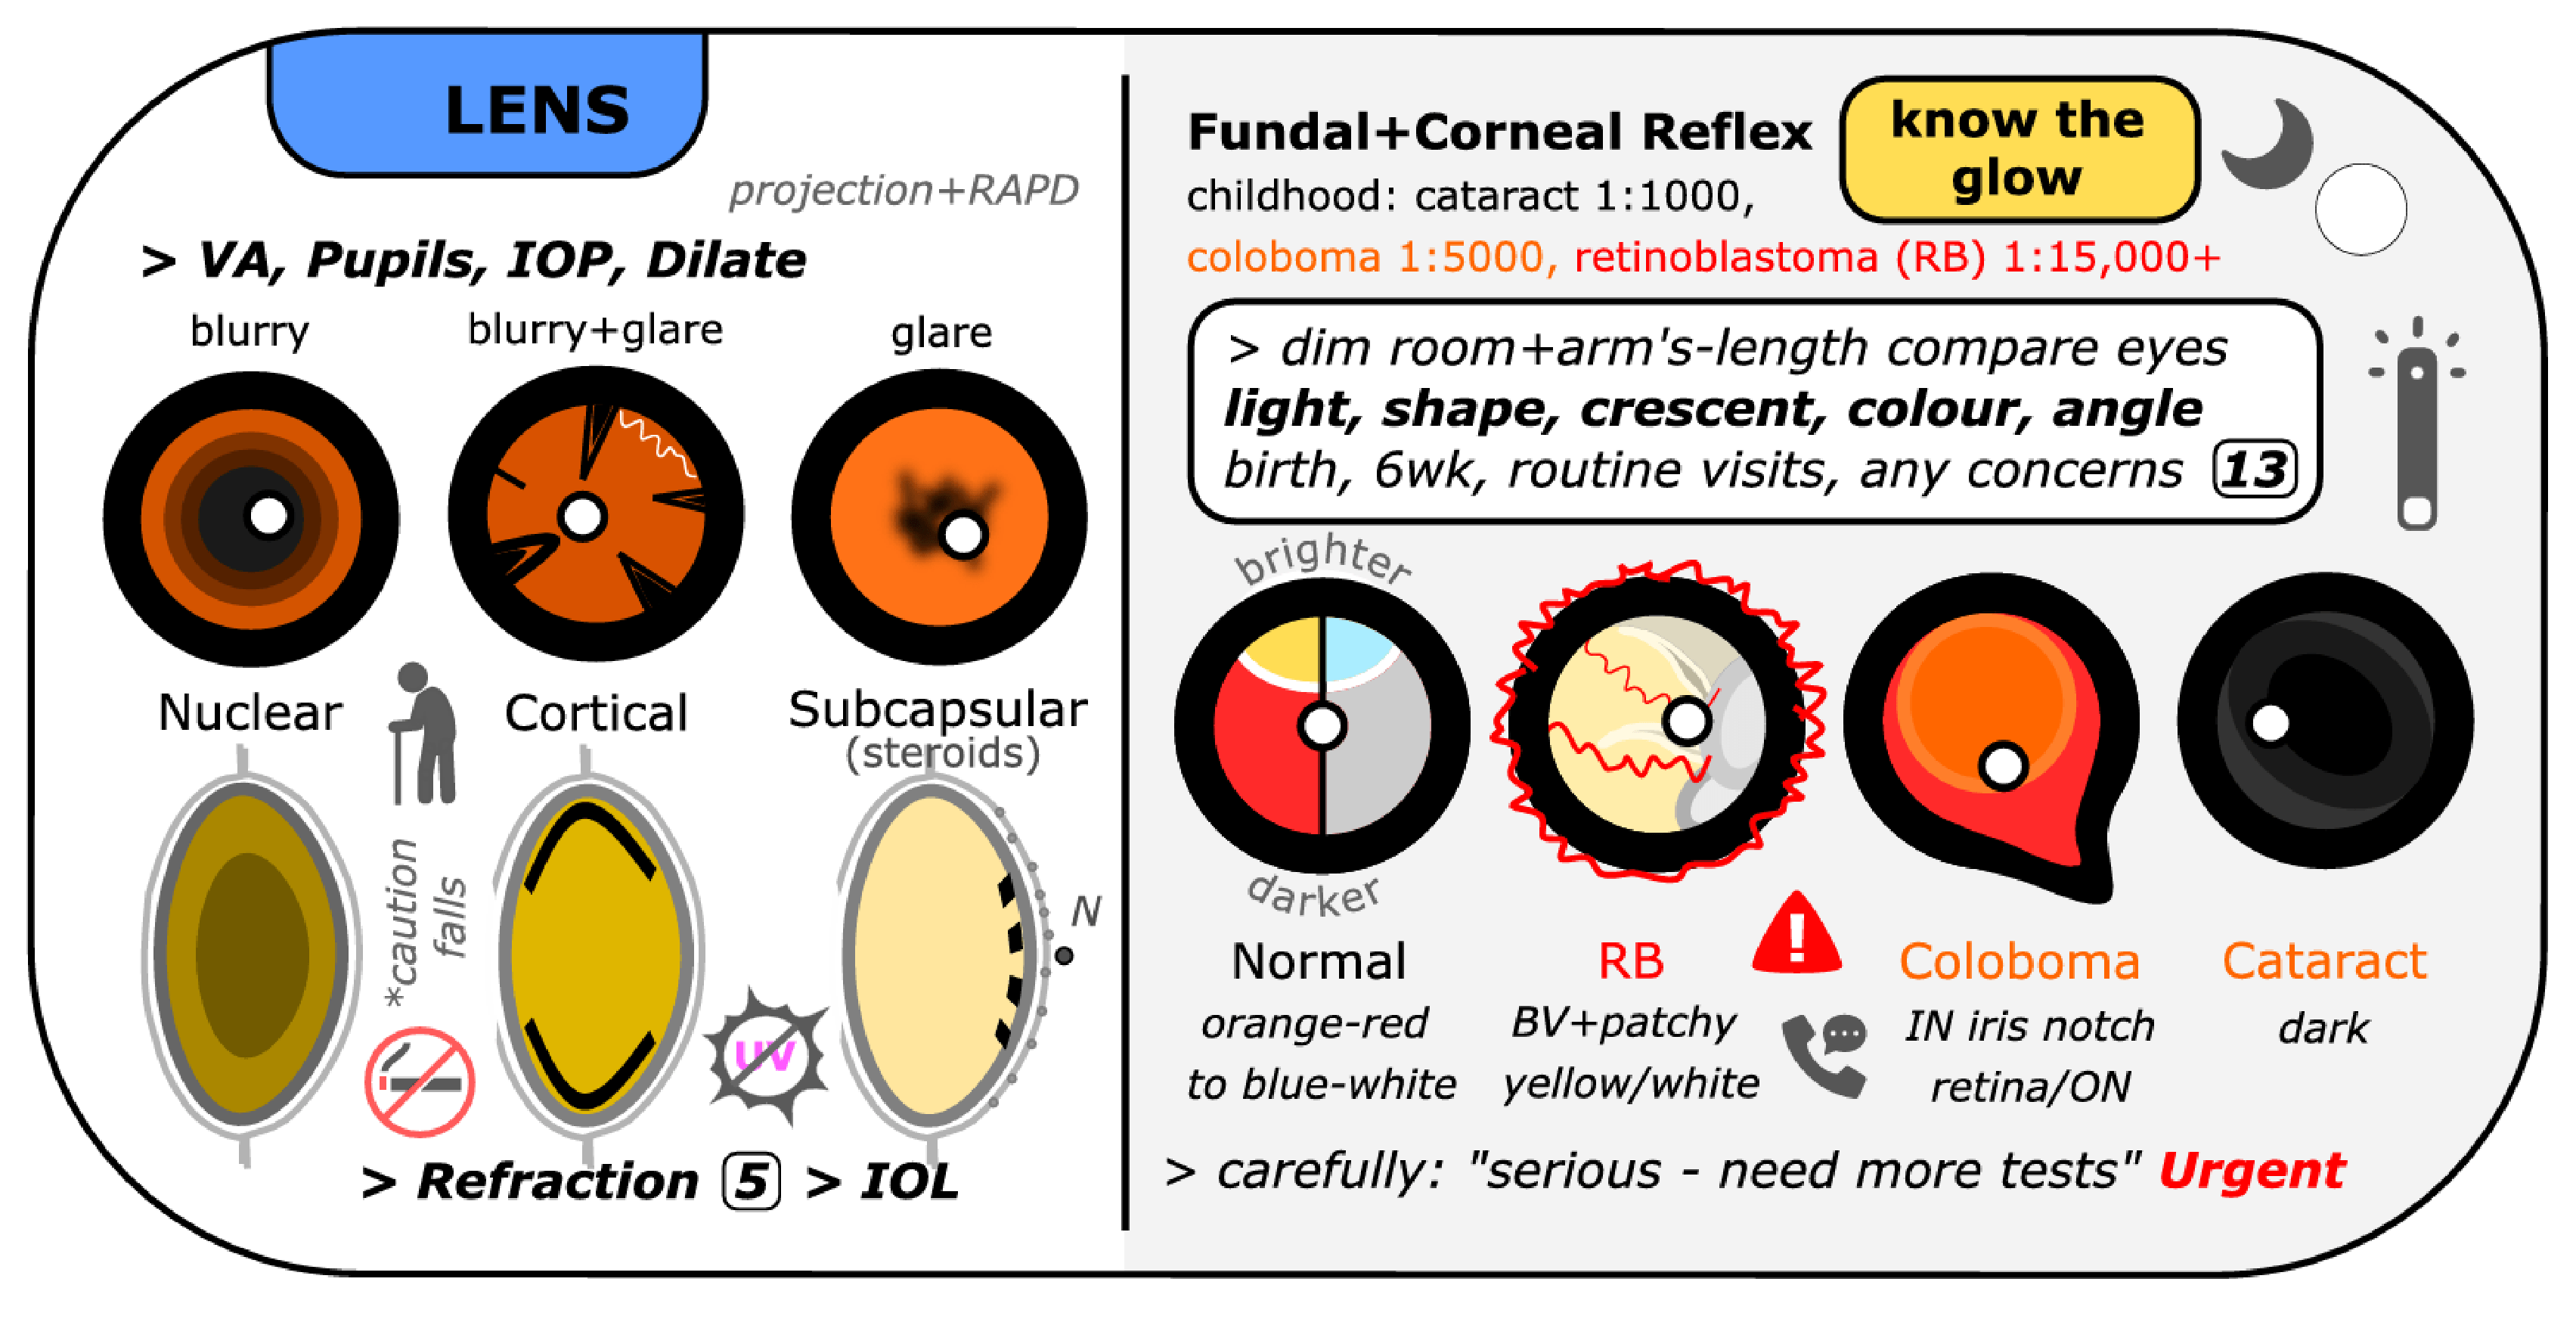 LENS
projection+RAPD
> VA, Pupils, IOP, Dilate
blurry
blurry+glare
glare
Nuclear
Cortical
Subcapsular
(steroids)
*caution
falls
UV
N
> Refraction 5 > IOL
Fundal+Corneal Reflex
know the
glow
childhood: cataract 1:1000,
coloboma 1:5000, retinoblastoma (RB) 1:15,000+
> dim room+arm's-length compare eyes
light, shape, crescent, colour, angle
birth, 6wk, routine visits, any concerns 13
brighter
darker
Normal
orange-red
to blue-white
RB
BV+patchy
yellow/white
!
Coloboma
IN iris notch
retina/ON
Cataract
dark
> carefully: "serious - need more tests" Urgent